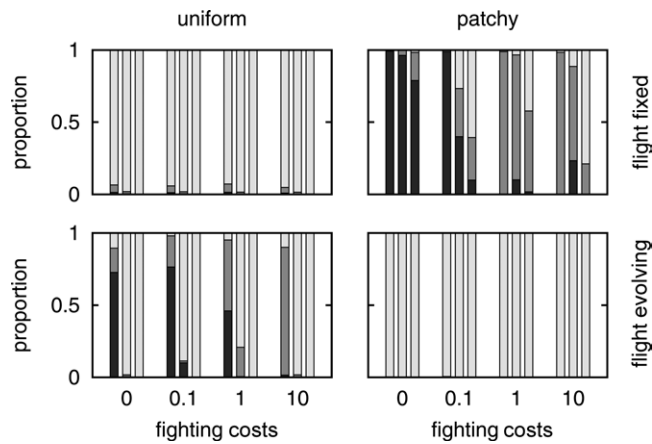 uniform
patchy
proportion
1
0.5
0
flight fixed
proportion
1
0.5
0
flight evolving
0 0.1 1 10
0 0.1 1 10
fighting costs
fighting costs